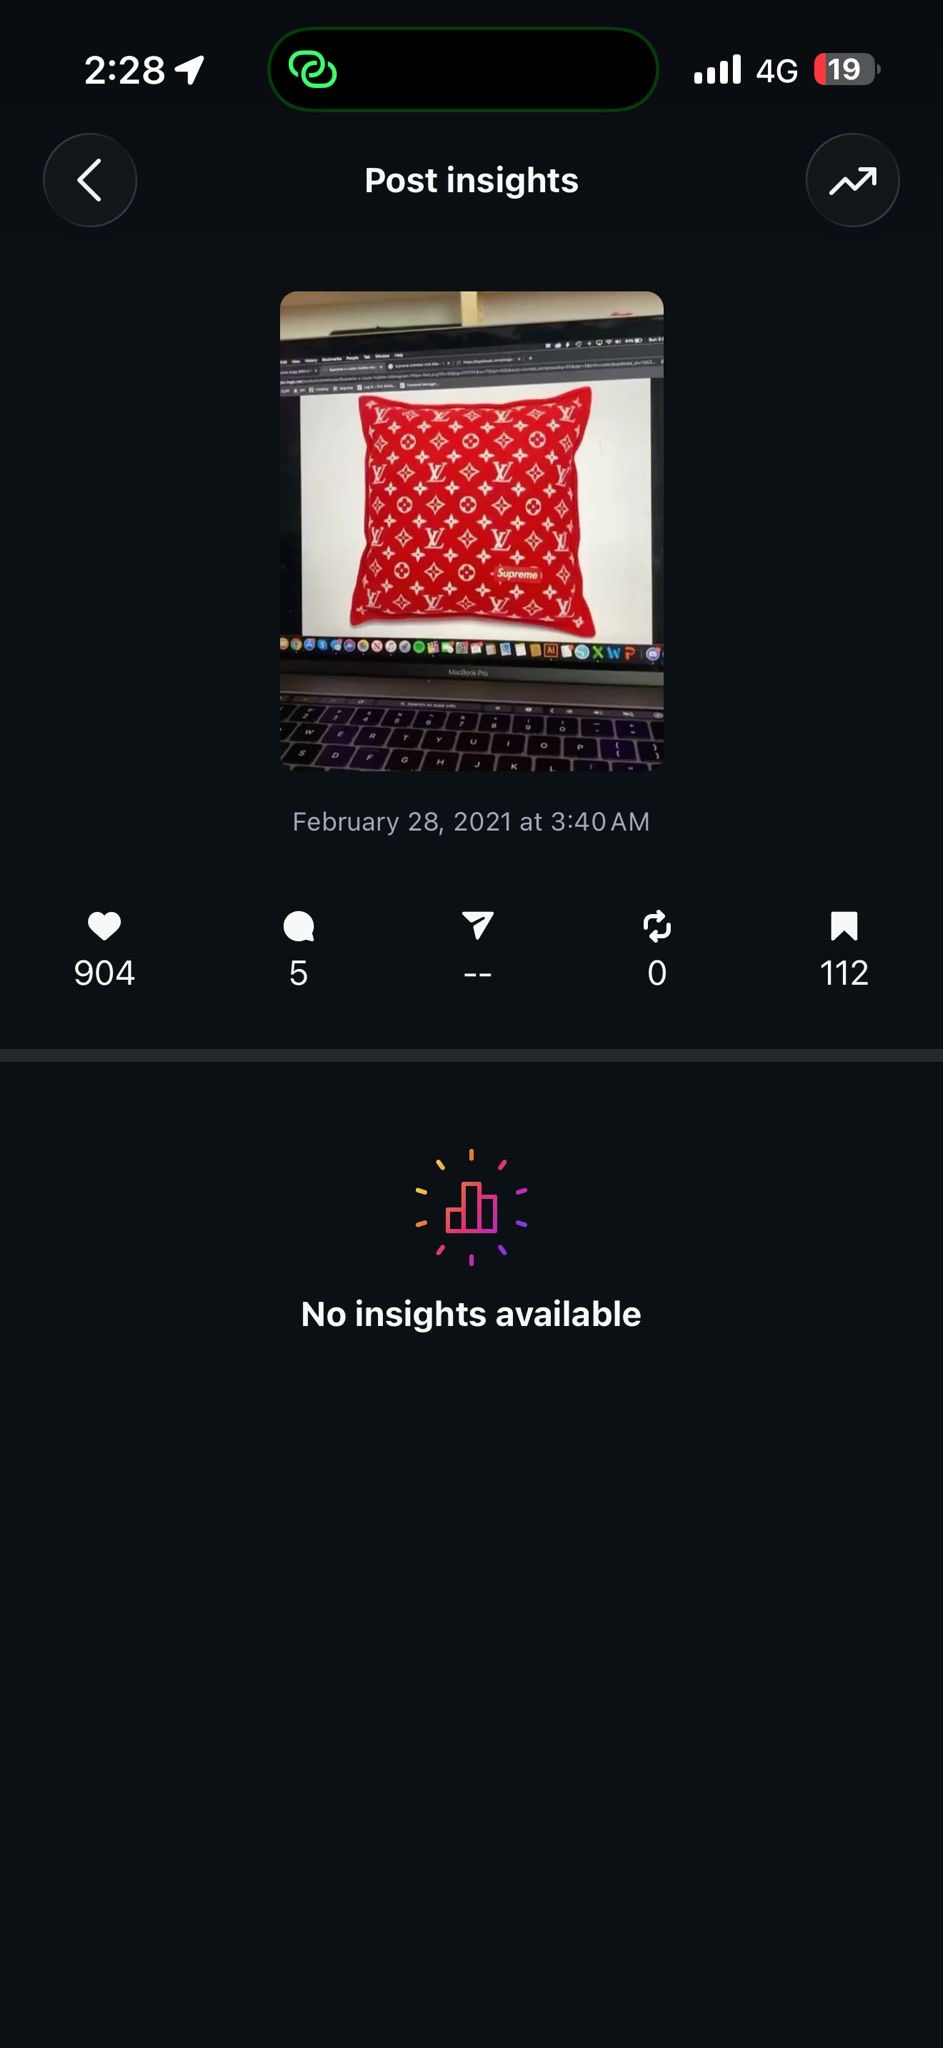 2:28
4G
19
Post insights
Supreme
MacBook Pro
February 28, 2021 at 3:40 AM
904
5
--
0
112
No insights available